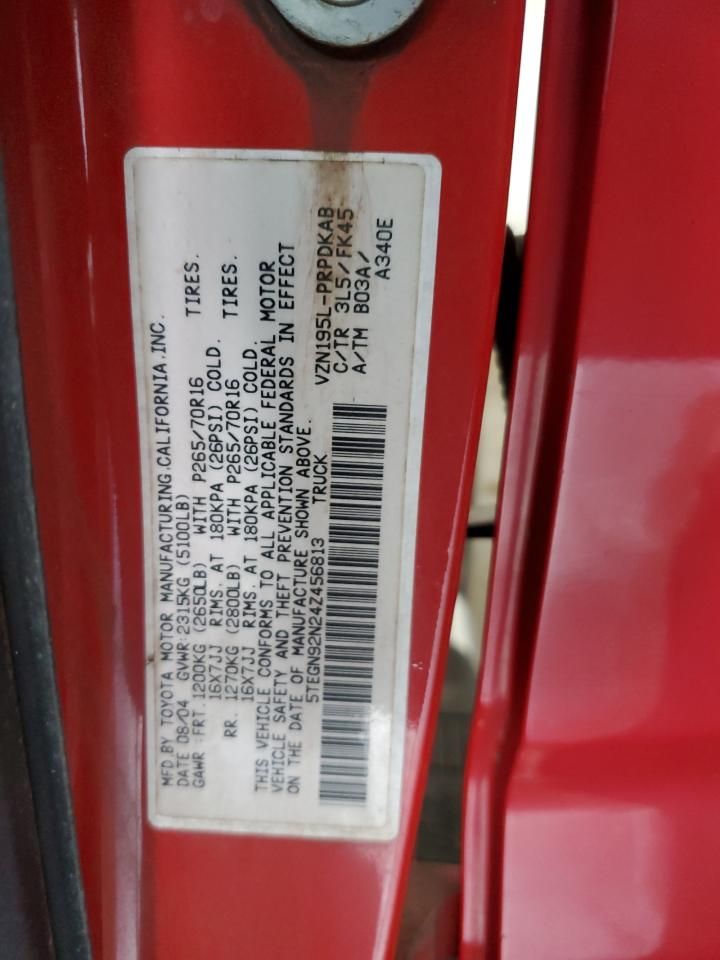 MFD.BY TOYOTA MOTOR MANUFACTURING,CALIFORNIA,INC.
DATE 08/04 GVWR:2315KG (5100LB)
GAWR :FRT.1200KG (2650LB) WITH P265/70R16 TIRES.
16X7JJ RIMS. AT 180KPA (26PSI) COLD.
RR. 1270KG (2800LB) WITH P265/70R16 TIRES.
16X7JJ RIMS. AT 180KPA (26PSI) COLD.
THIS VEHICLE CONFORMS TO ALL APPLICABLE FEDERAL MOTOR
VEHICLE SAFETY AND THEFT PREVENTION STANDARDS IN EFFECT
ON THE DATE OF MANUFACTURE SHOWN ABOVE.
5TEGN92N24Z456813 TRUCK
VZN195L-PRPDKAB
C/TR 3L5/FK45
A/TM B03A/
A340E